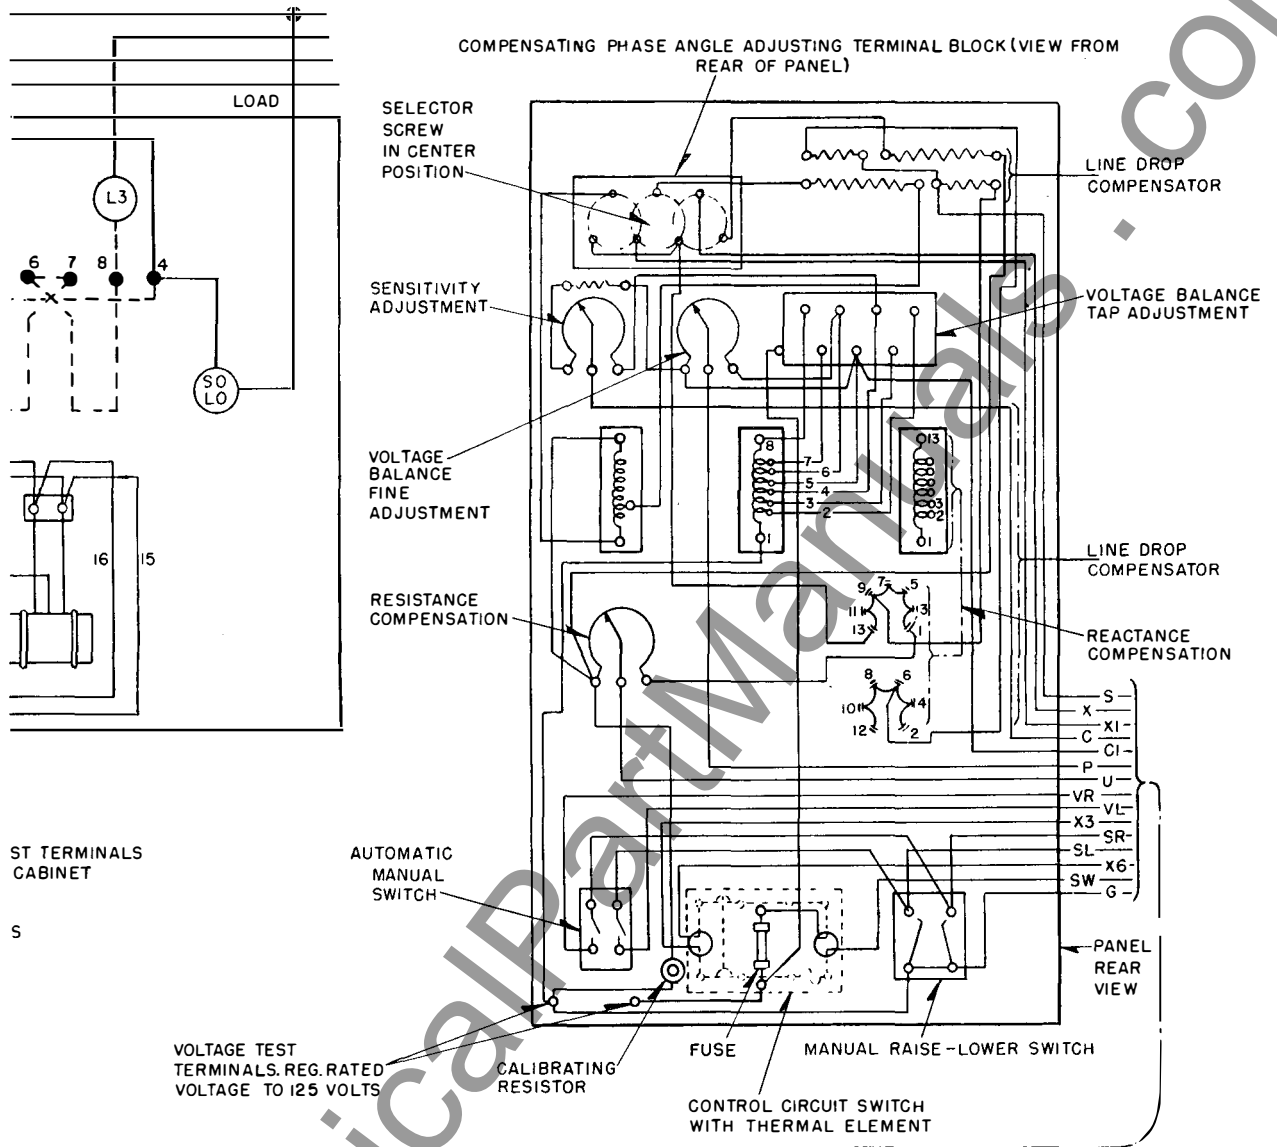 COMPENSATING PHASE ANGLE ADJUSTING TERMINAL BLOCK (VIEW FROM
REAR OF PANEL)
LOAD
SELECTOR
SCREW
IN CENTER
POSITION
LINE DROP
COMPENSATOR
L3
6 7 8 4
SENSITIVITY
ADJUSTMENT
VOLTAGE BALANCE
TAP ADJUSTMENT
SO
LO
VOLTAGE
BALANCE
FINE
ADJUSTMENT
8
7
6
5
4
3
2
1
13
3
2
1
16
15
LINE DROP
COMPENSATOR
RESISTANCE
COMPENSATION
9 7 5
11 3
13 1
REACTANCE
COMPENSATION
8 6
10 4
12 2
S
X
X1
C
C1
P
U
VR
VL
X3
SR
SL
X6
SW
G
ST TERMINALS
CABINET
S
AUTOMATIC
MANUAL
SWITCH
PANEL
REAR
VIEW
VOLTAGE TEST
TERMINALS. REG. RATED
VOLTAGE TO 125 VOLTS
CALIBRATING
RESISTOR
FUSE
MANUAL RAISE-LOWER SWITCH
CONTROL CIRCUIT SWITCH
WITH THERMAL ELEMENT
icalPartManuals.co